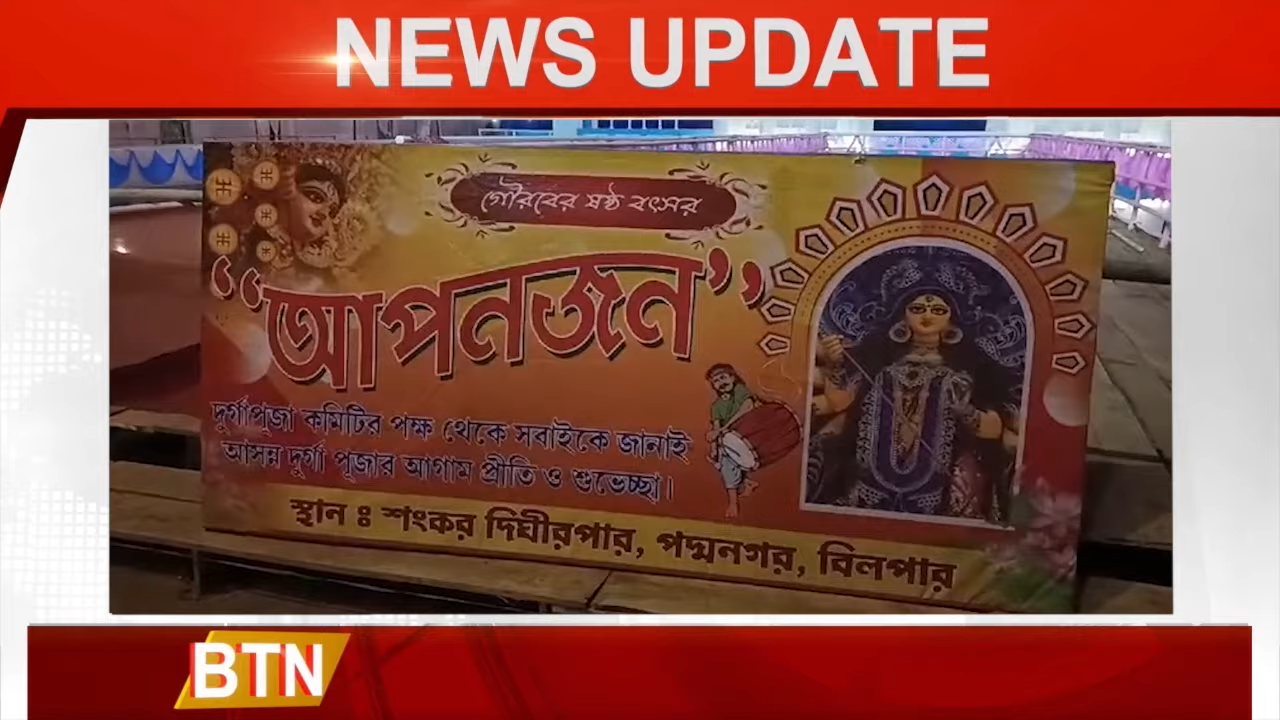 NEWS UPDATE
গৌরবের ষষ্ঠ বৎসর
“আপনজন”
দুর্গাপূজা কমিটির পক্ষ থেকে সবাইকে জানাই
আসন্ন দুর্গা পূজার আগাম প্রীতি ও শুভেচ্ছা।
স্থান ঃ শংকর দিঘীরপার, পদ্মনগর, বিলপার
BTN